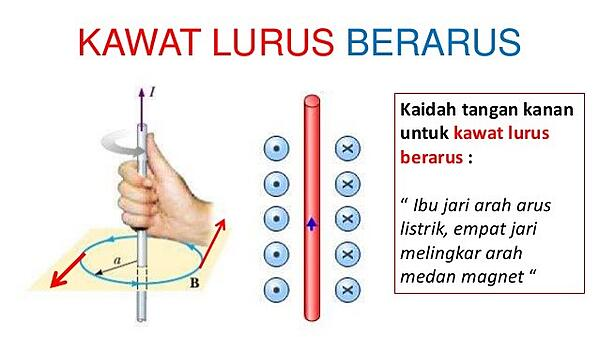 KAWAT LURUS BERARUS
I
a
B
Kaidah tangan kanan
untuk kawat lurus
berarus :
“ Ibu jari arah arus
listrik, empat jari
melingkar arah
medan magnet “